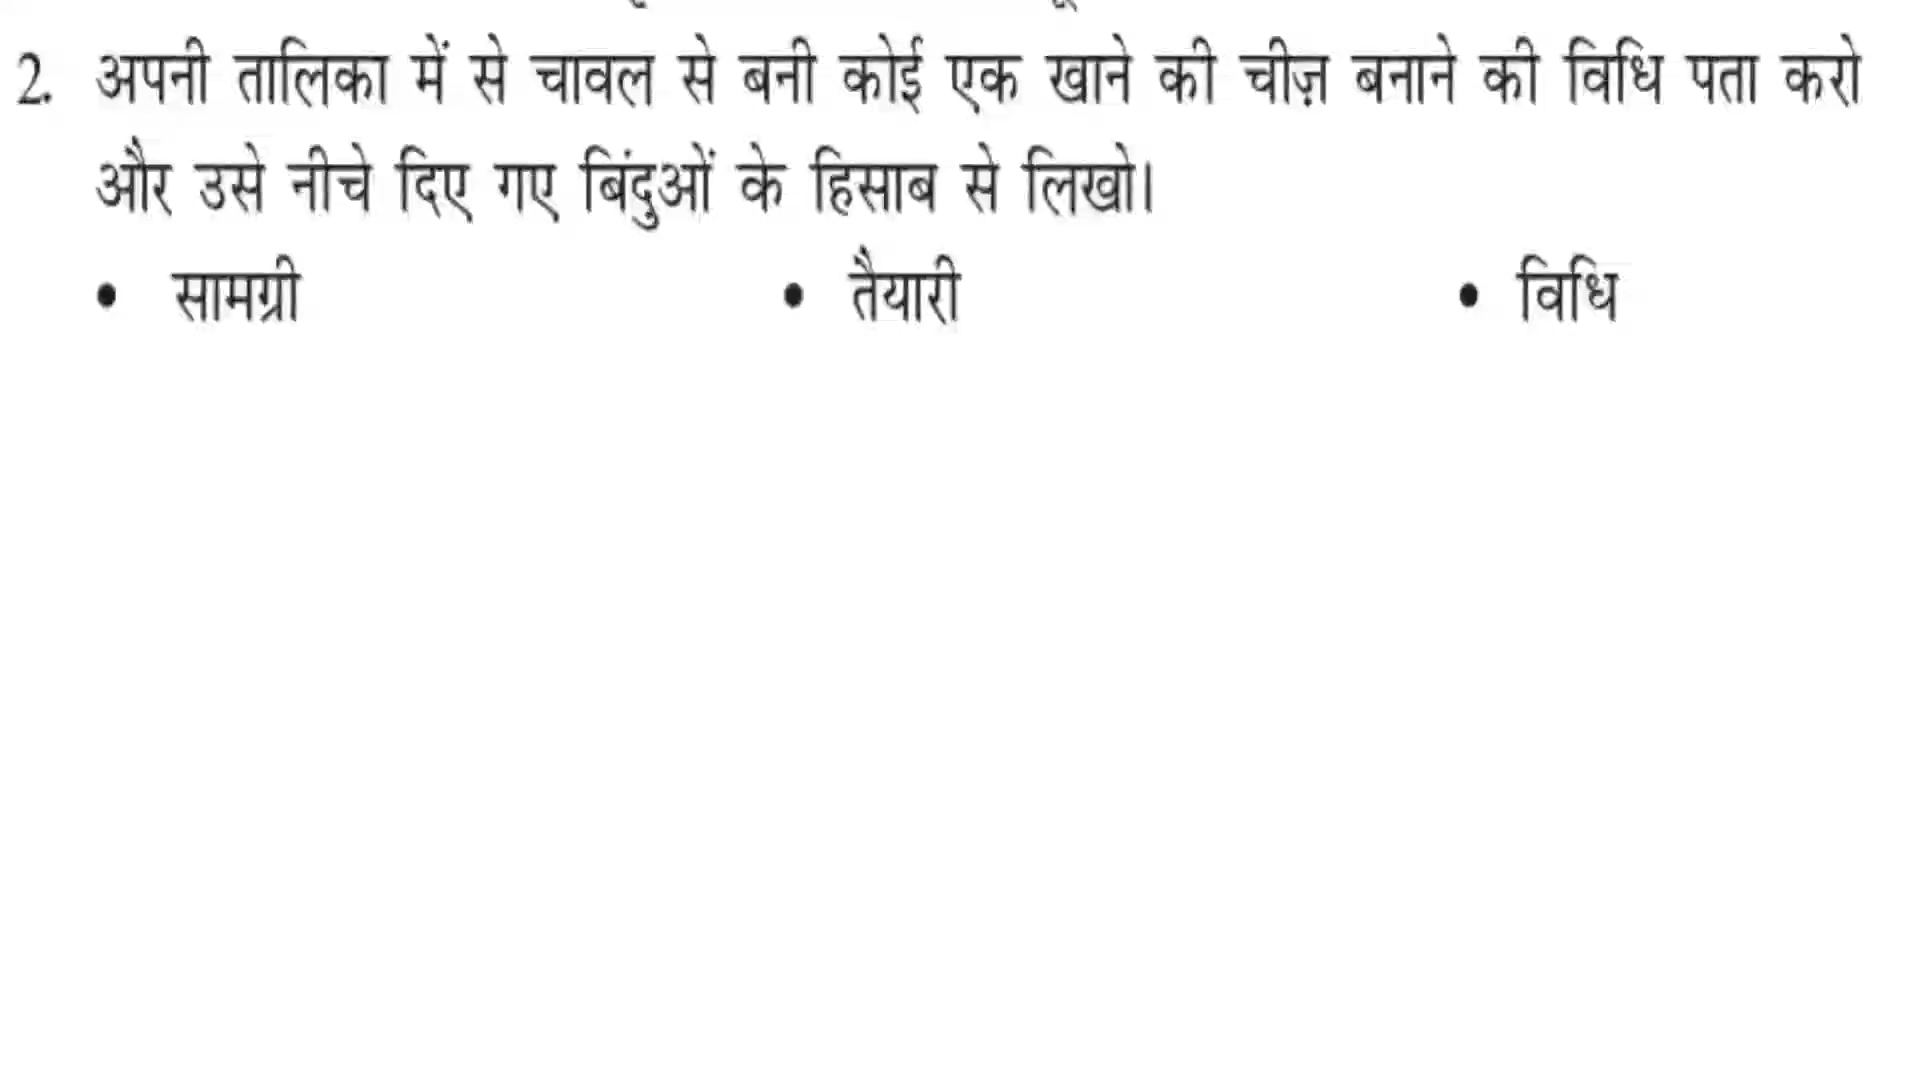 2. अपनी तालिका में से चावल से बनी कोई एक खाने की चीज़ बनाने की विधि पता करो
और उसे नीचे दिए गए बिंदुओं के हिसाब से लिखो।
• सामग्री • तैयारी • विधि